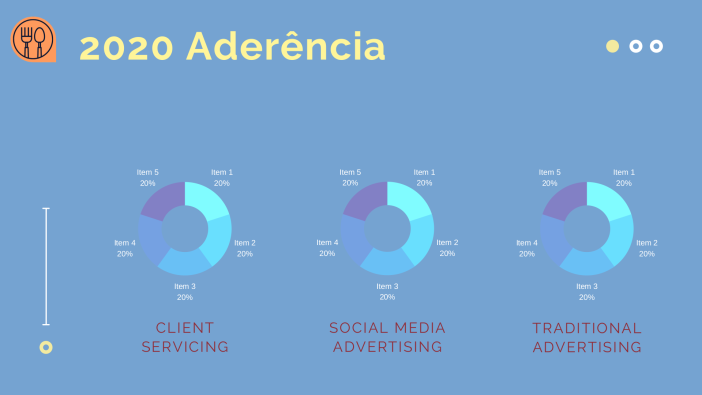 2020 Aderência
Item 5
20%
Item 1
20%
Item 4
20%
Item 2
20%
Item 3
20%
CLIENT
SERVICING
Item 5
20%
Item 1
20%
Item 4
20%
Item 2
20%
Item 3
20%
SOCIAL MEDIA
ADVERTISING
Item 5
20%
Item 1
20%
Item 4
20%
Item 2
20%
Item 3
20%
TRADITIONAL
ADVERTISING